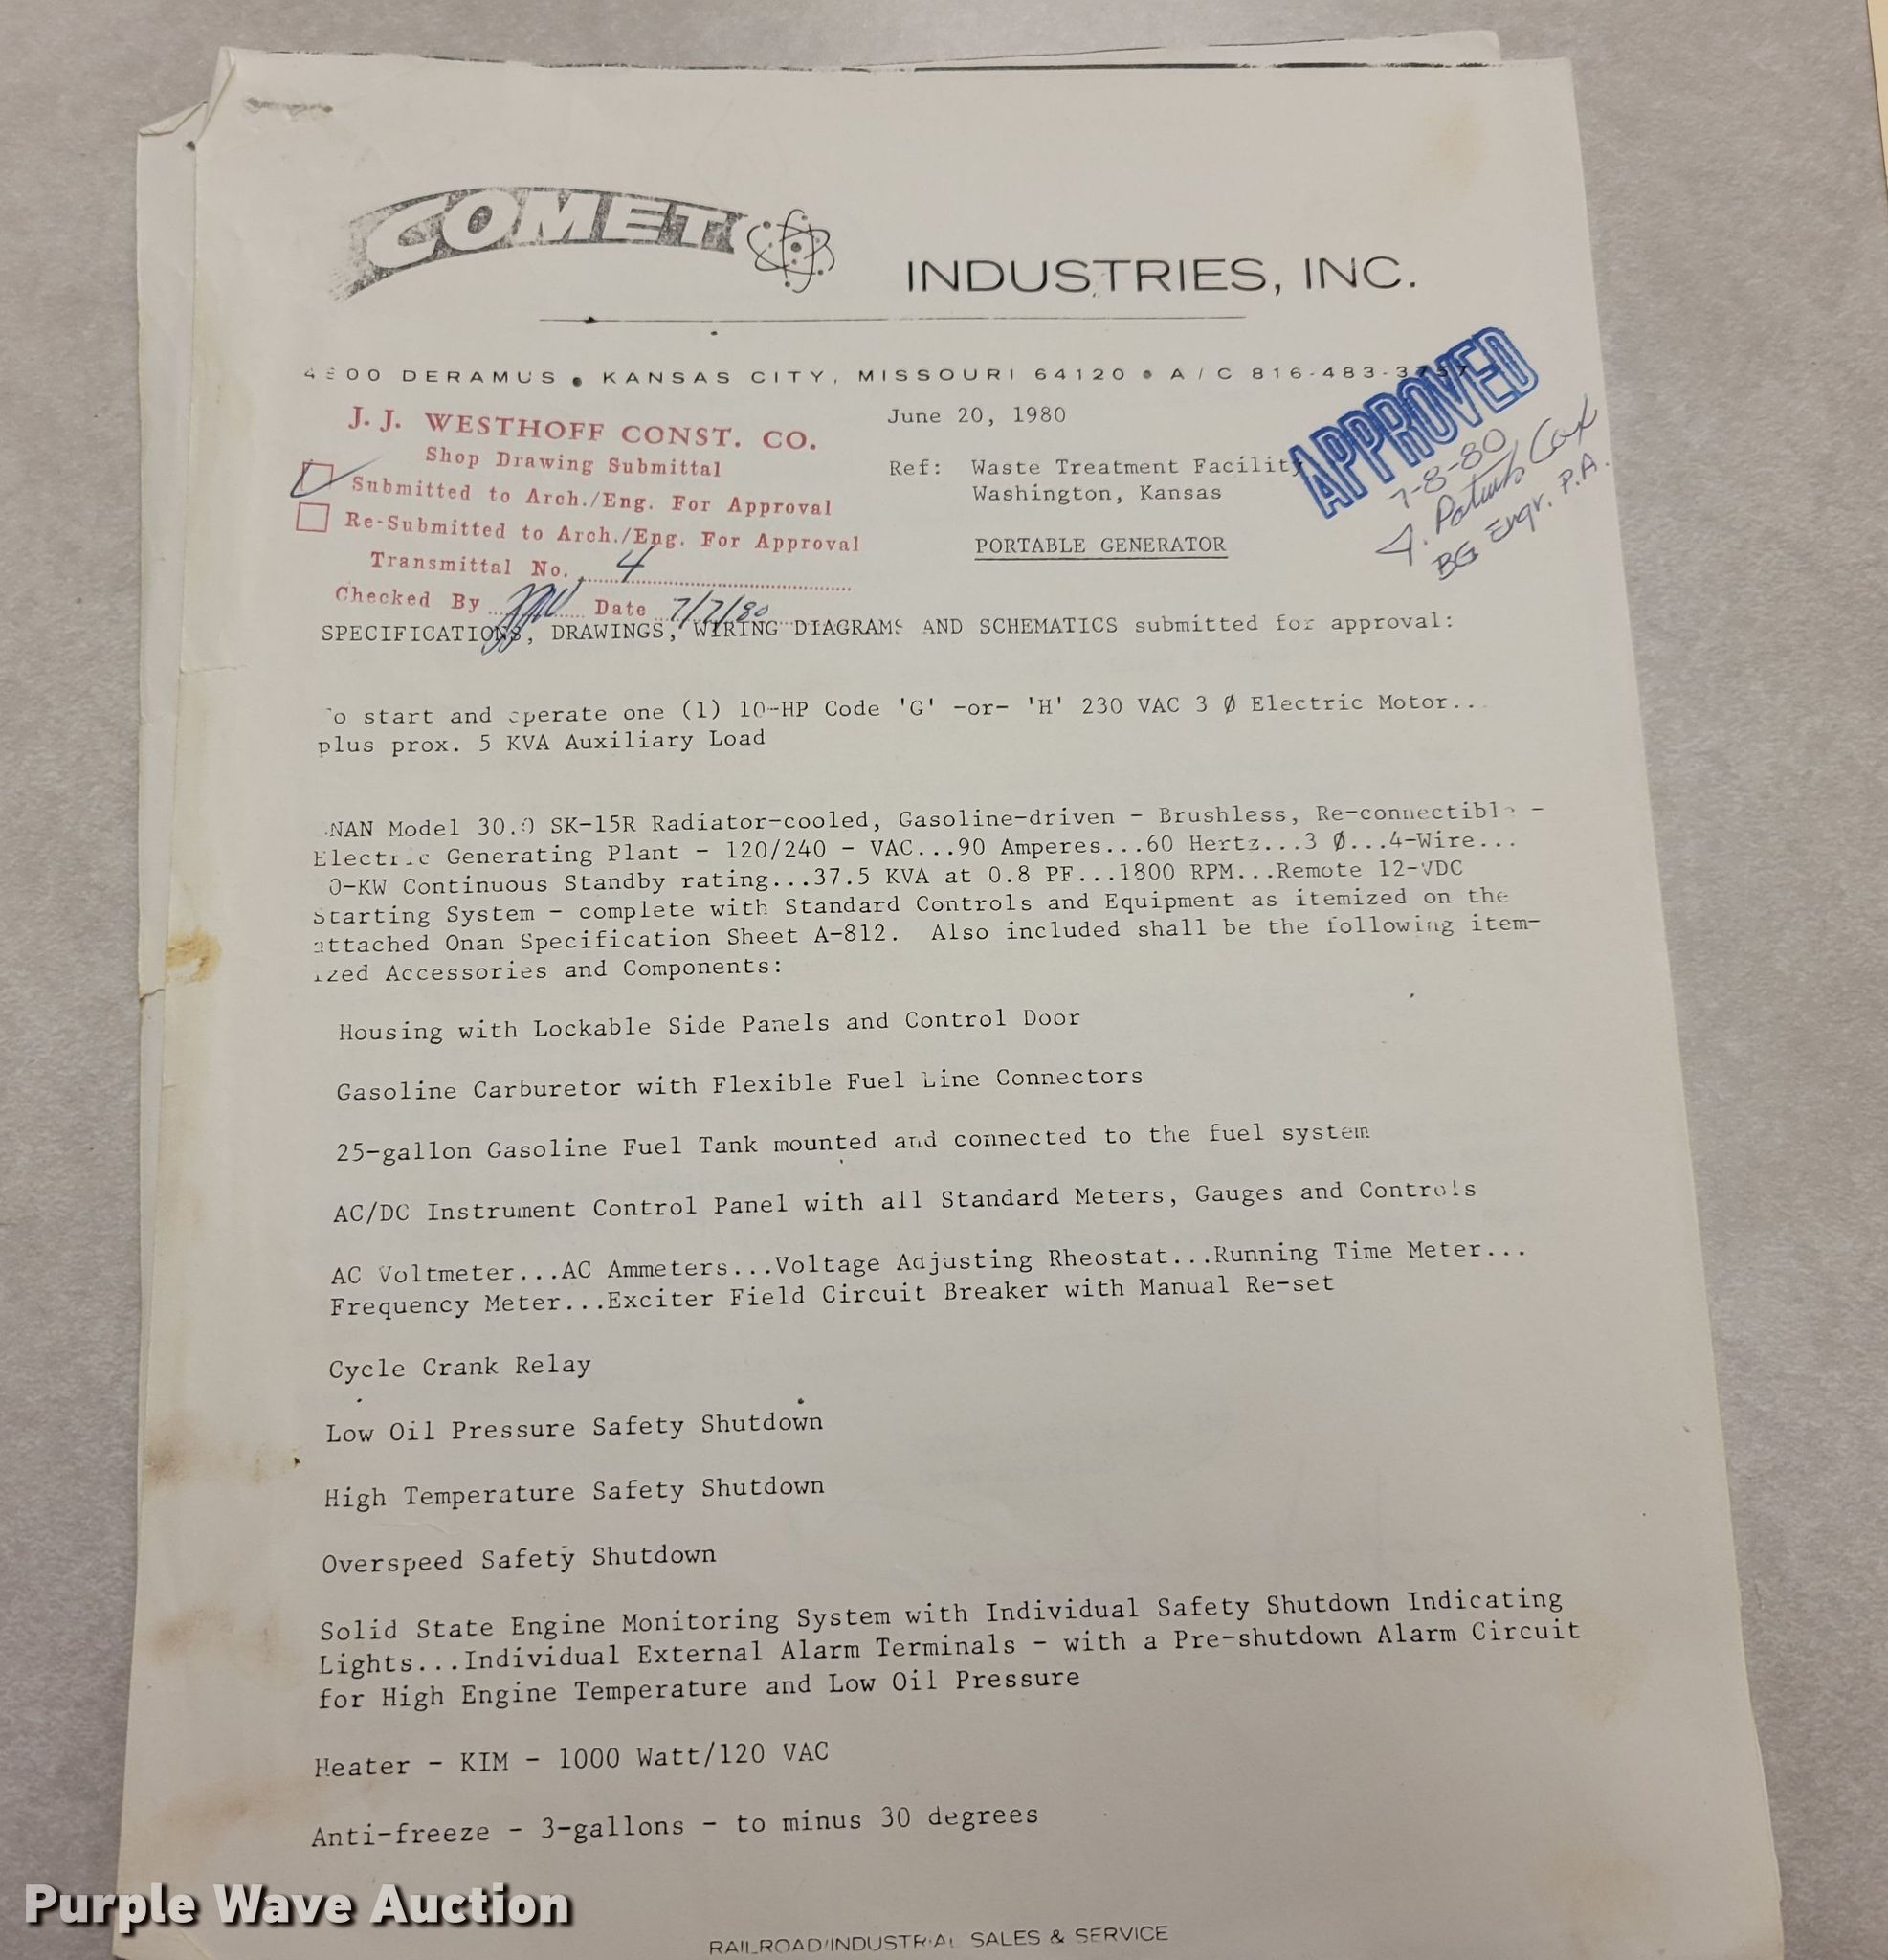 COMET
INDUSTRIES, INC.
DERAMUS • KANSAS CITY, MISSOURI 64120 • A/C 816-483-3757
J. J. WESTHOFF CONST. CO.
Shop Drawing Submittal
Submitted to Arch./Eng. For Approval
Re-Submitted to Arch./Eng. For Approval
Transmittal No. 4
Checked By Date 7/7/80
June 20, 1980
Ref: Waste Treatment Facility
Washington, Kansas
PORTABLE GENERATOR
APPROVED
7-8-80
Cox
BG Engr. P.A.
SPECIFICATIONS, DRAWINGS, WIRING DIAGRAMS AND SCHEMATICS submitted for approval:
To start and operate one (1) 10-HP Code 'G' -or- 'H' 230 VAC 3 Ø Electric Motor...
plus prox. 5 KVA Auxiliary Load
NAN Model 30.0 SK-15R Radiator-cooled, Gasoline-driven - Brushless, Re-connectible -
Electric Generating Plant - 120/240 - VAC...90 Amperes...60 Hertz...3 Ø...4-Wire...
0-KW Continuous Standby rating...37.5 KVA at 0.8 PF...1800 RPM...Remote 12-VDC
Starting System - complete with Standard Controls and Equipment as itemized on the
attached Onan Specification Sheet A-812. Also included shall be the following item-
ized Accessories and Components:
Housing with Lockable Side Panels and Control Door
Gasoline Carburetor with Flexible Fuel Line Connectors
25-gallon Gasoline Fuel Tank mounted and connected to the fuel system
AC/DC Instrument Control Panel with all Standard Meters, Gauges and Controls
AC Voltmeter...AC Ammeters...Voltage Adjusting Rheostat...Running Time Meter...
Frequency Meter...Exciter Field Circuit Breaker with Manual Re-set
Cycle Crank Relay
Low Oil Pressure Safety Shutdown
High Temperature Safety Shutdown
Overspeed Safety Shutdown
Solid State Engine Monitoring System with Individual Safety Shutdown Indicating
Lights...Individual External Alarm Terminals - with a Pre-shutdown Alarm Circuit
for High Engine Temperature and Low Oil Pressure
Heater - KIM - 1000 Watt/120 VAC
Anti-freeze - 3-gallons - to minus 30 degrees
Purple Wave Auction
RAILROAD/INDUSTRIAL SALES & SERVICE